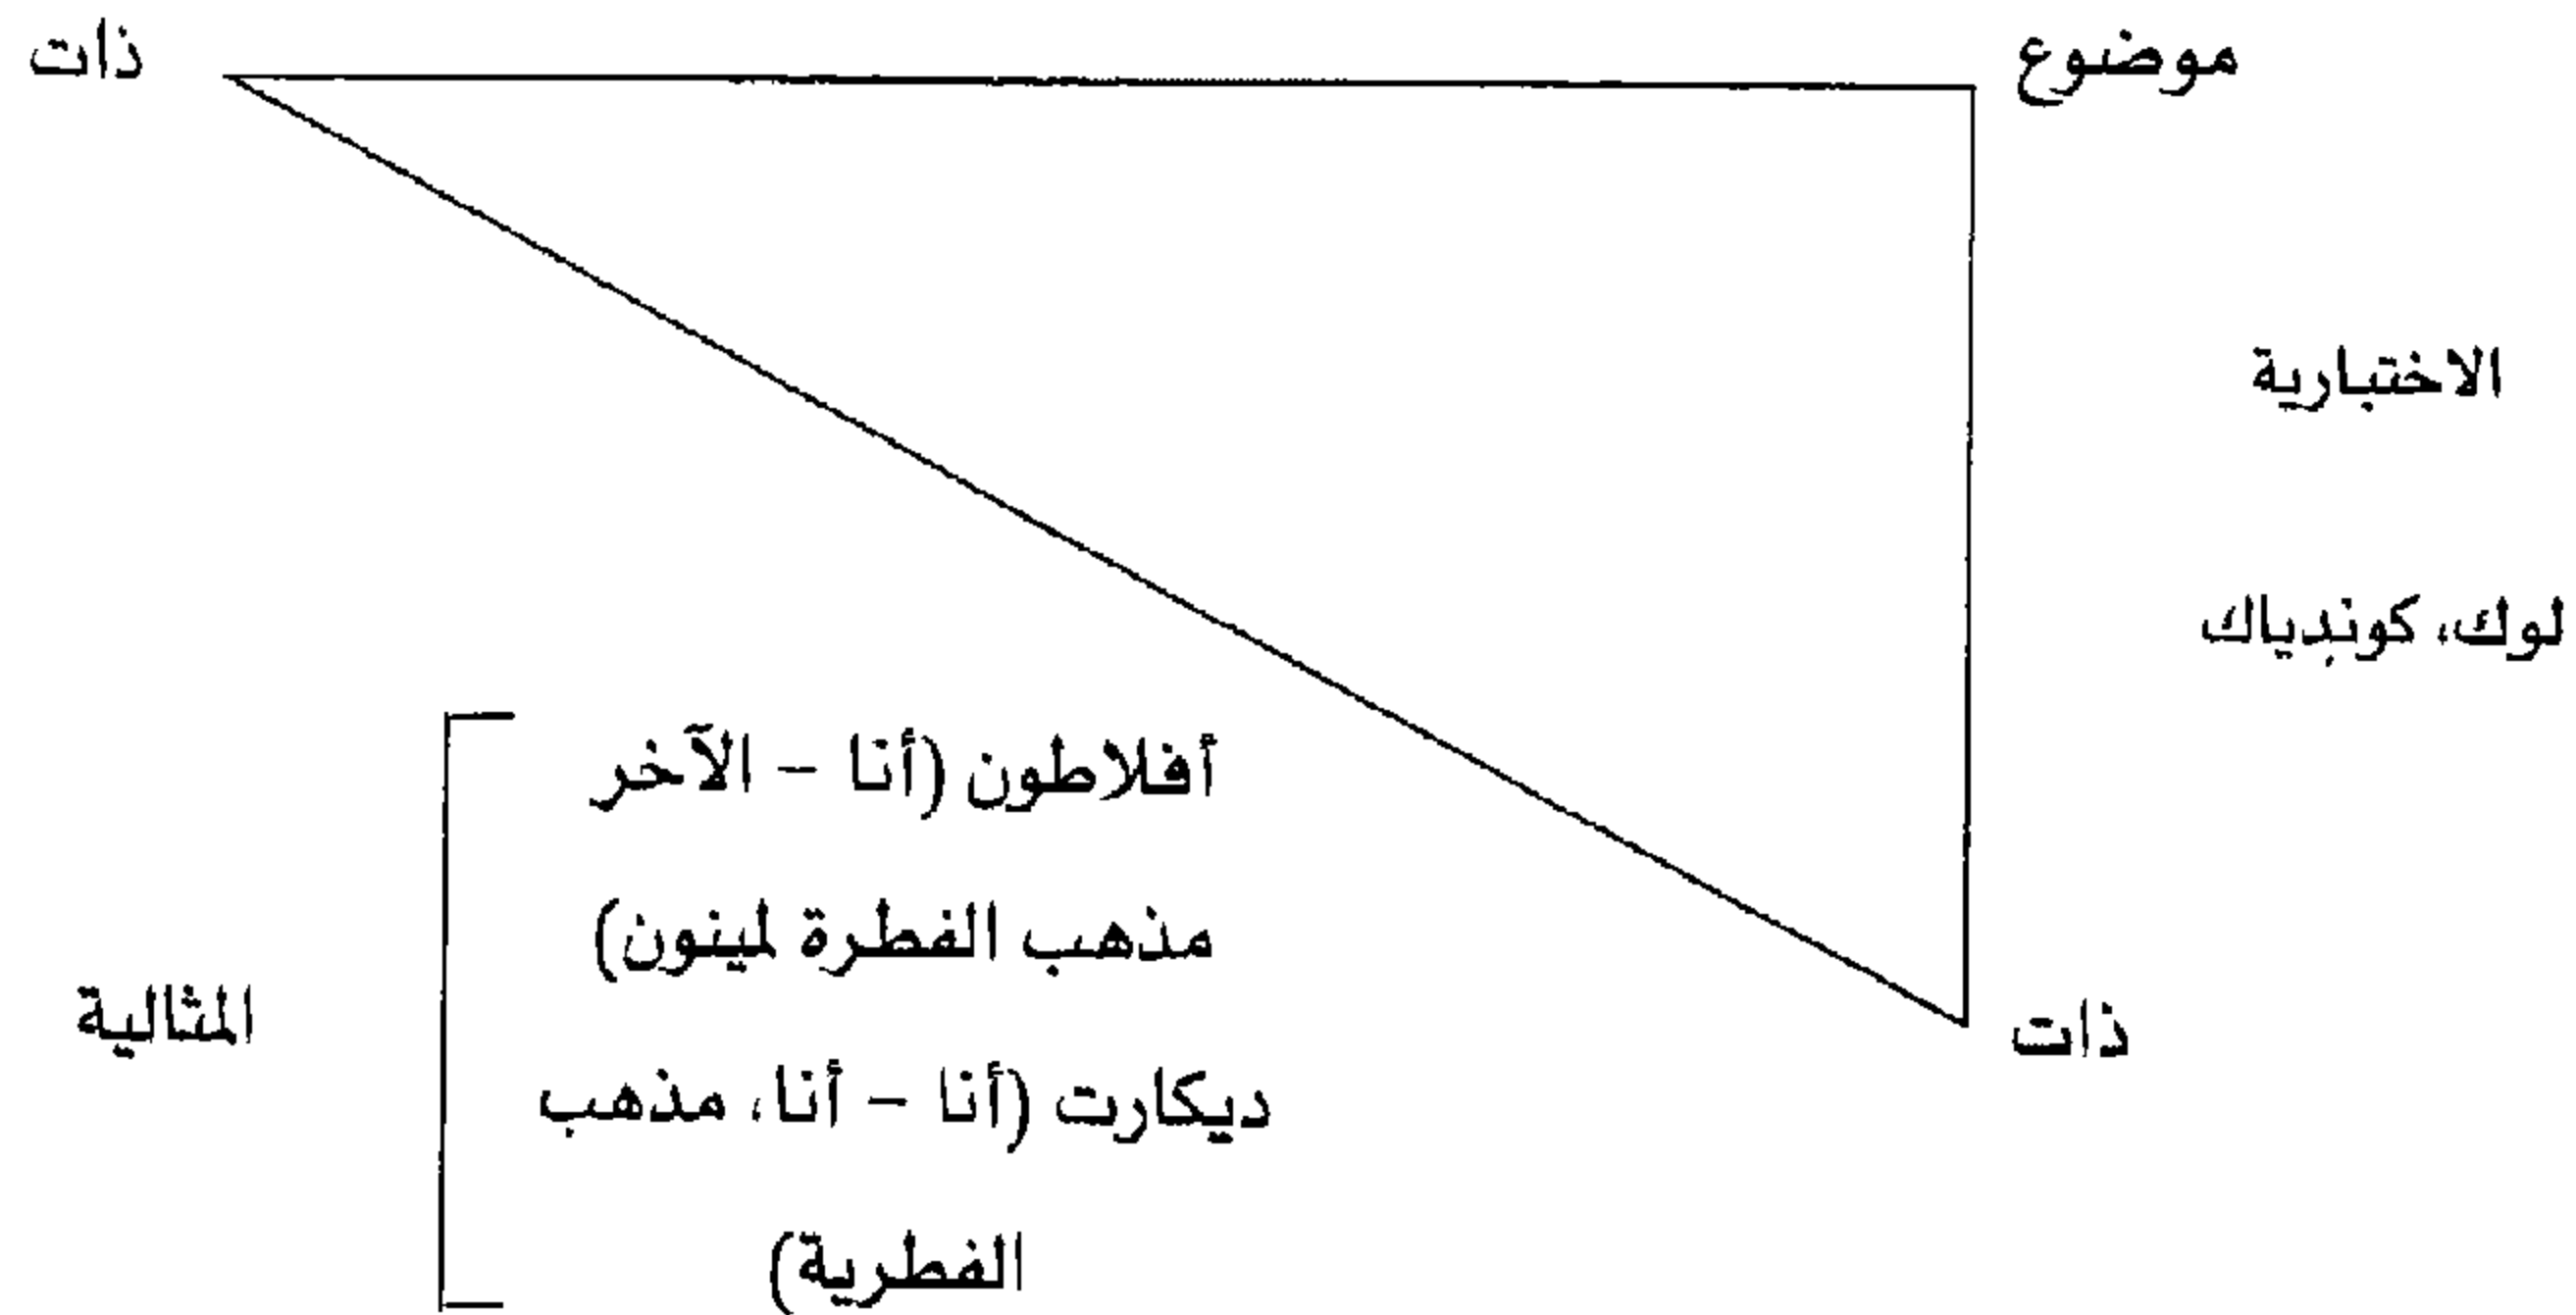 موضوع
ذات
الاختبارية
لوك، كوندياك
أفلاطون (أنا – الآخر
مذهب الفطرة لمينون)
المثالية
ذات
ديكارت (أنا – أنا، مذهب
الفطرية)